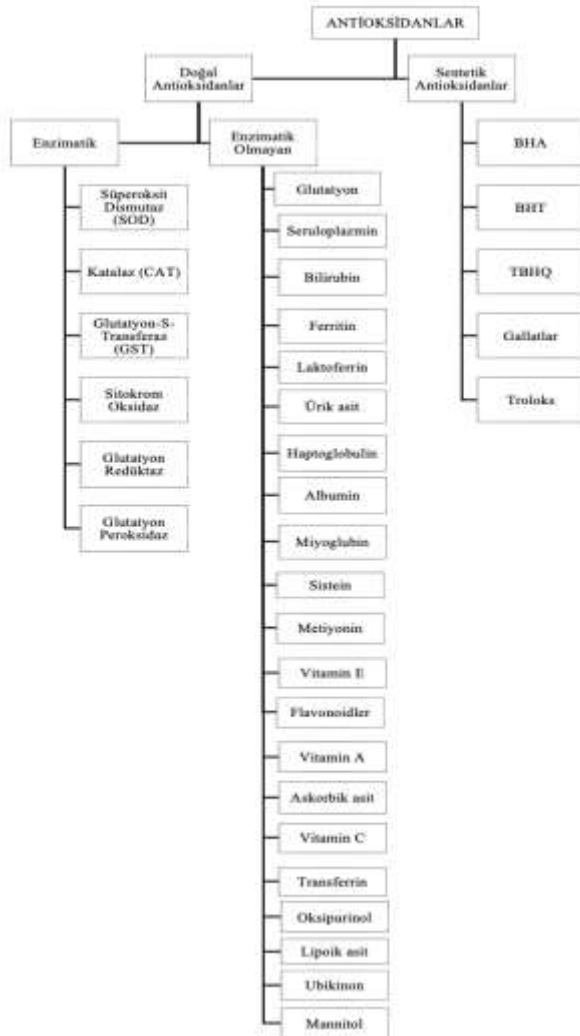 ANTİOKSİDANLAR
Doğal
Antioksidanlar
Sentetik
Antioksidanlar
Enzimatik
Enzimatik
Olmayan
Süperoksit
Dismutaz
(SOD)
Katalaz (CAT)
Glutatyon-S-
Transferaz
(GST)
Sitokrom
Oksidaz
Glutatyon
Redüktaz
Glutatyon
Peroksidaz
Glutatyon
Seruloplazmin
Bilirubin
Ferritin
Laktoferrin
Ürik asit
Haptoglobulin
Albumin
Miyoglubin
Sistein
Metiyonin
Vitamin E
Flavonoidler
Vitamin A
Askorbik asit
Vitamin C
Transferrin
Oksipurinol
Lipoik asit
Ubikinon
Mannitol
BHA
BHT
TBHQ
Gallatlar
Troloks